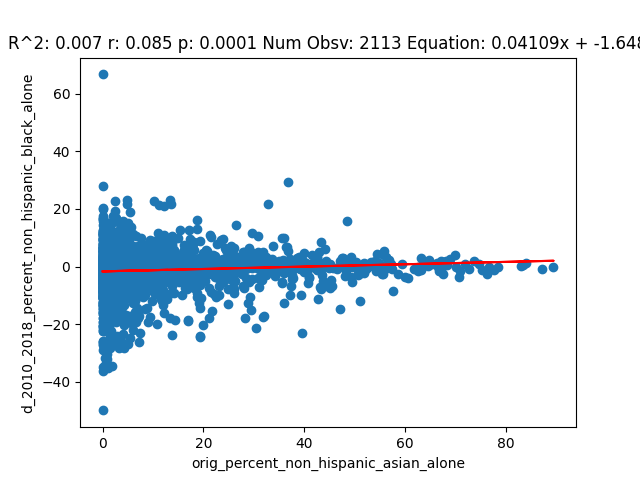 R^2: 0.007 r: 0.085 p: 0.0001 Num Obsv: 2113 Equation: 0.04109x + -1.648
60
40
20
0
−20
−40
d_2010_2018_percent_non_hispanic_black_alone
0 20 40 60 80
orig_percent_non_hispanic_asian_alone